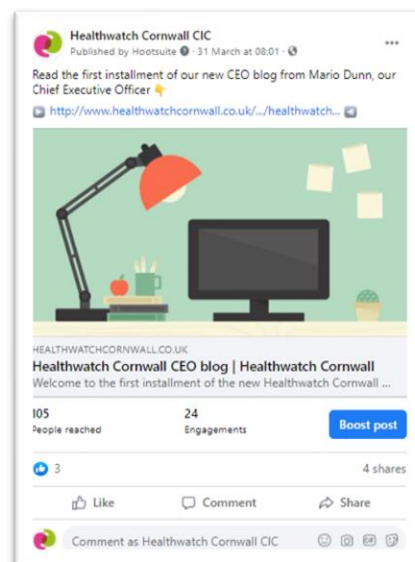 Healthwatch Cornwall CIC
Published by Hootsuite · 31 March at 08:01 ·
Read the first installment of our new CEO blog from Mario Dunn, our
Chief Executive Officer 👇
▶ http://www.healthwatchcornwall.co.uk/.../healthwatch... ◀
HEALTHWATCHCORNWALL.CO.UK
Healthwatch Cornwall CEO blog | Healthwatch Cornwall
Welcome to the first installment of the new Healthwatch Cornwall ...
105
People reached
24
Engagements
Boost post
3
4 shares
Like
Comment
Share
Comment as Healthwatch Cornwall CIC